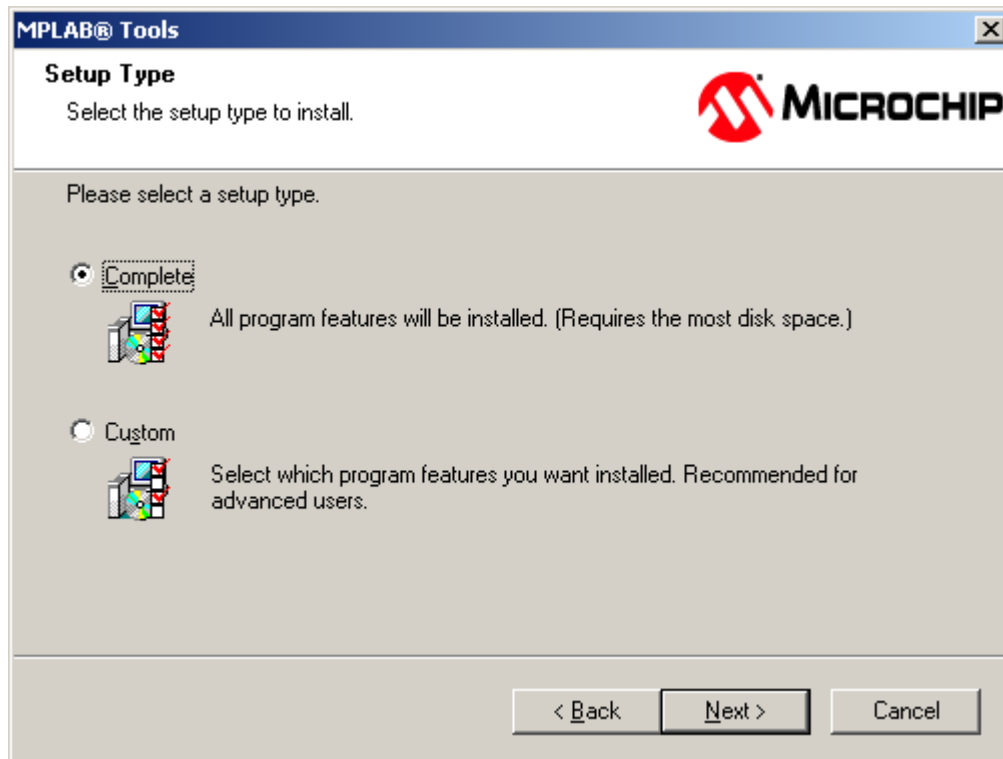 MPLAB® Tools
Setup Type
Select the setup type to install.
MICROCHIP
Please select a setup type.
Complete
All program features will be installed. (Requires the most disk space.)
Custom
Select which program features you want installed. Recommended for
advanced users.
< Back
Next >
Cancel